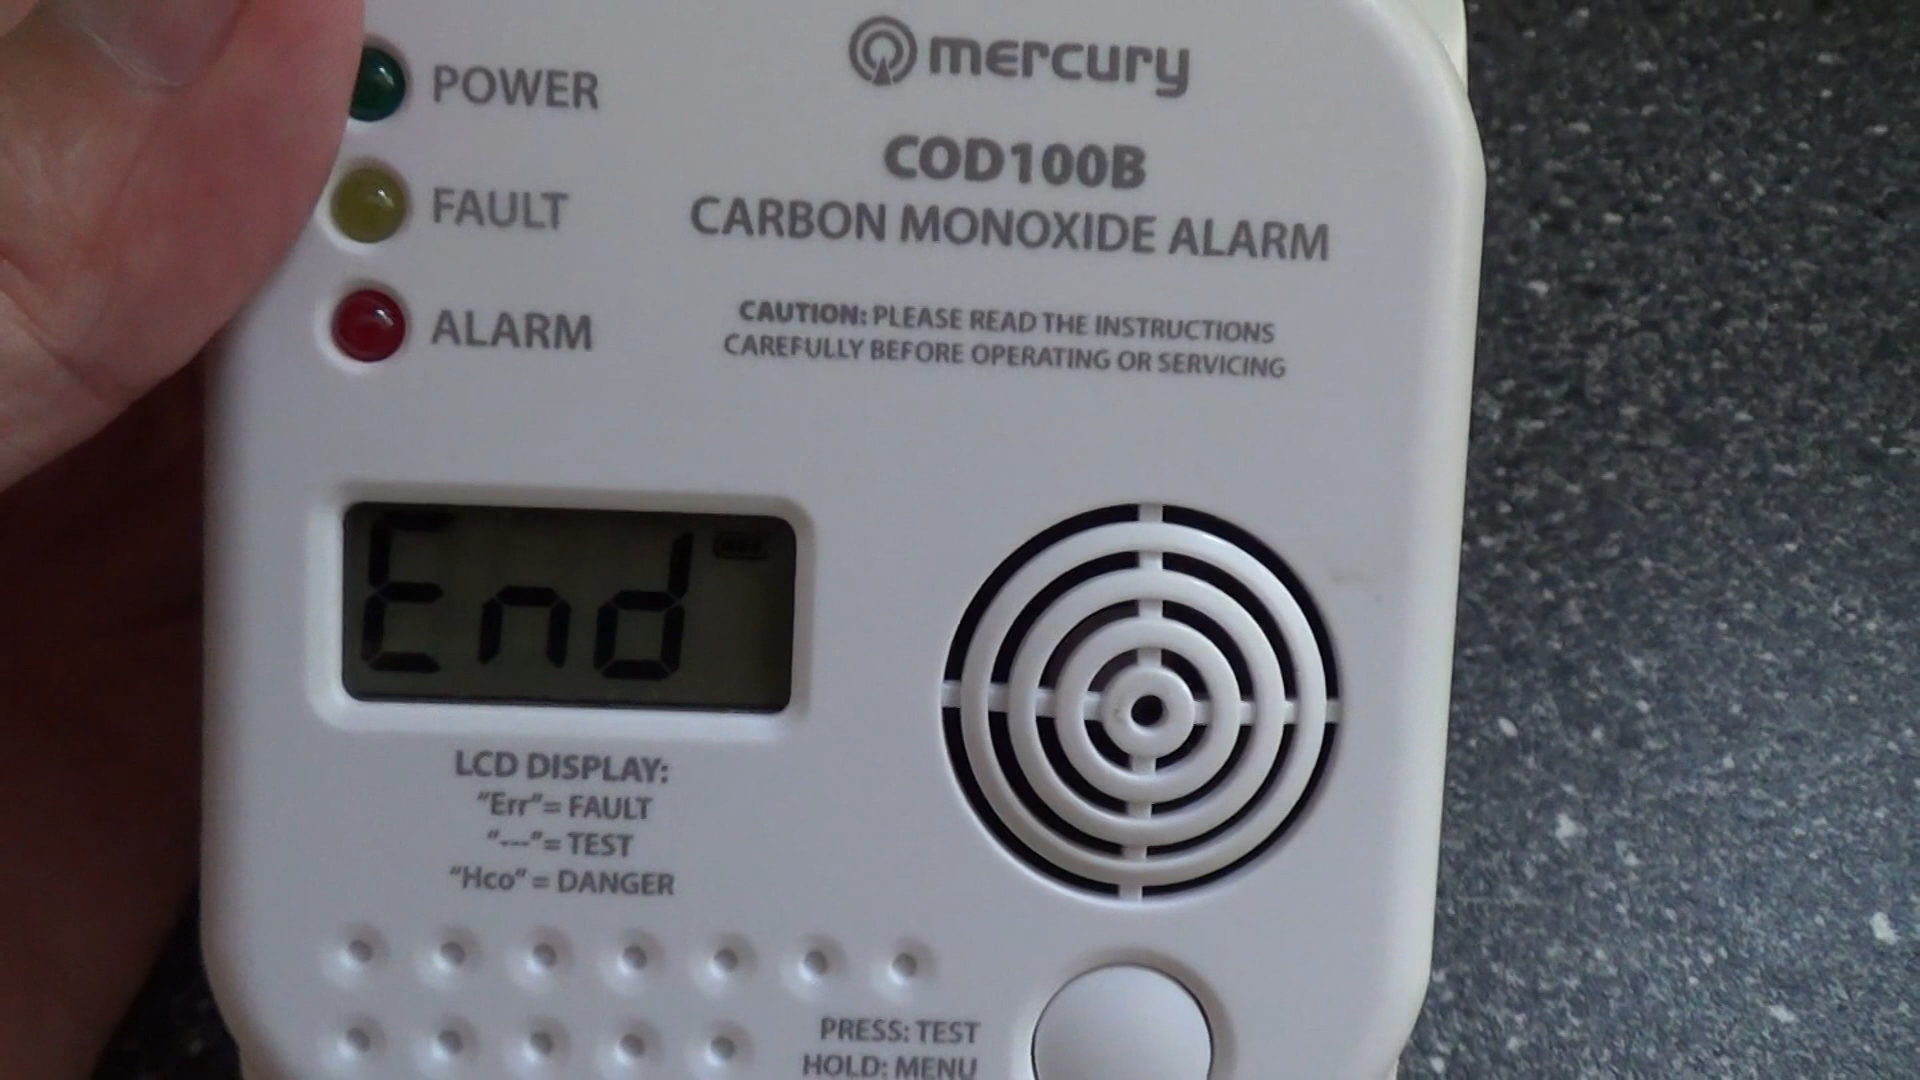 POWER
FAULT
ALARM
mercury
COD100B
CARBON MONOXIDE ALARM
CAUTION: PLEASE READ THE INSTRUCTIONS
CAREFULLY BEFORE OPERATING OR SERVICING
End
LCD DISPLAY:
“Err”= FAULT
“---”= TEST
“Hco” = DANGER
PRESS: TEST
HOLD: MENU